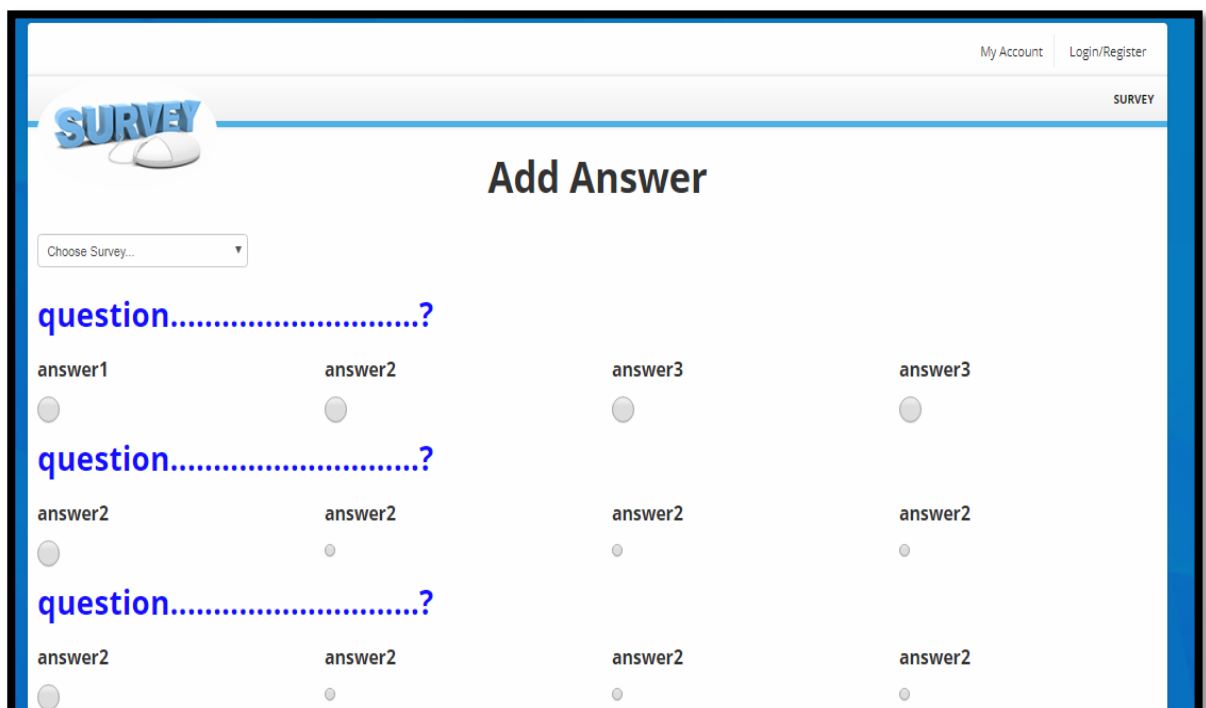 My Account Login/Register
SURVEY
SURVEY
Add Answer
Choose Survey...
question.............................?
answer1 answer2 answer3 answer3
question.............................?
answer2 answer2 answer2 answer2
question.............................?
answer2 answer2 answer2 answer2